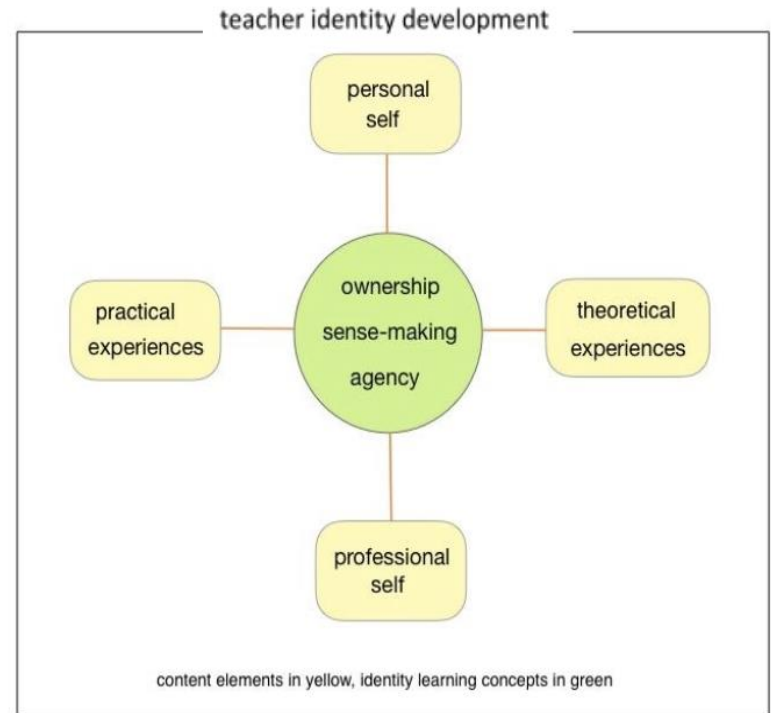 teacher identity development
personal
self
practical
experiences
ownership
sense-making
agency
theoretical
experiences
professional
self
content elements in yellow, identity learning concepts in green